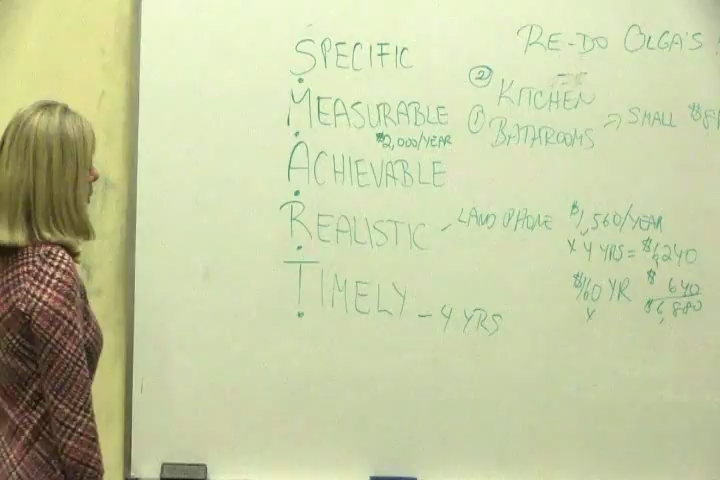 RE-DO OLGA'S
SPECIFIC
② KITCHEN
MEASURABLE
① BATHROOMS → SMALL
$2,000/YEAR
ACHIEVABLE
REALISTIC - LAND PHONE $1,560/YEAR
X 4 YRS = $6,240
TIMELY - 4 YRS
$160 YR $640
X $6,880